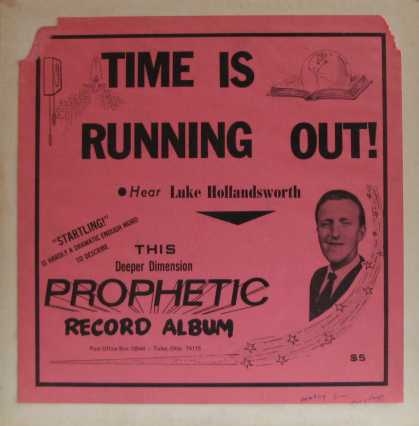 TIME IS
RUNNING OUT!
• Hear Luke Hollandsworth
"STARTLING!"
IS HARDLY A DRAMATIC ENOUGH WORD
TO DESCRIBE
THIS
Deeper Dimension
PROPHETIC
RECORD ALBUM
Post Office Box - Tulsa, Okla. 74115
$5